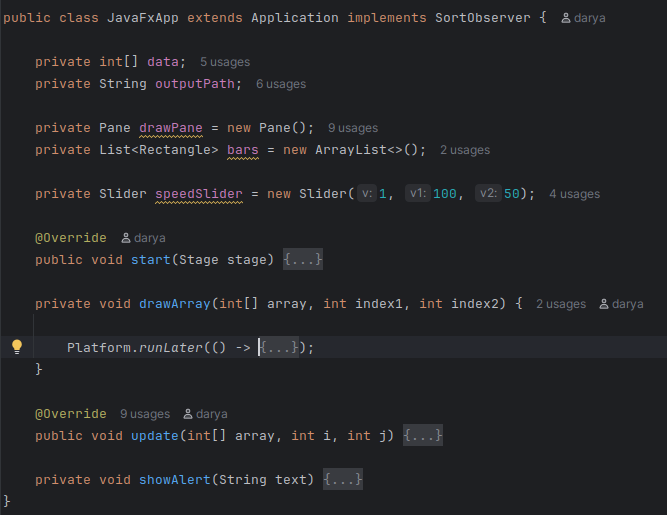 public class JavaFxApp extends Application implements SortObserver {  darya
private int[] data;  5 usages
private String outputPath;  6 usages
private Pane drawPane = new Pane();  9 usages
private List<Rectangle> bars = new ArrayList<>();  2 usages
private Slider speedSlider = new Slider( v: 1,  v1: 100,  v2: 50);  4 usages
@Override  darya
public void start(Stage stage) {...}
private void drawArray(int[] array, int index1, int index2) {  2 usages  darya
Platform.runLater(() -> {...});
}
@Override  9 usages  darya
public void update(int[] array, int i, int j) {...}
private void showAlert(String text) {...}
}